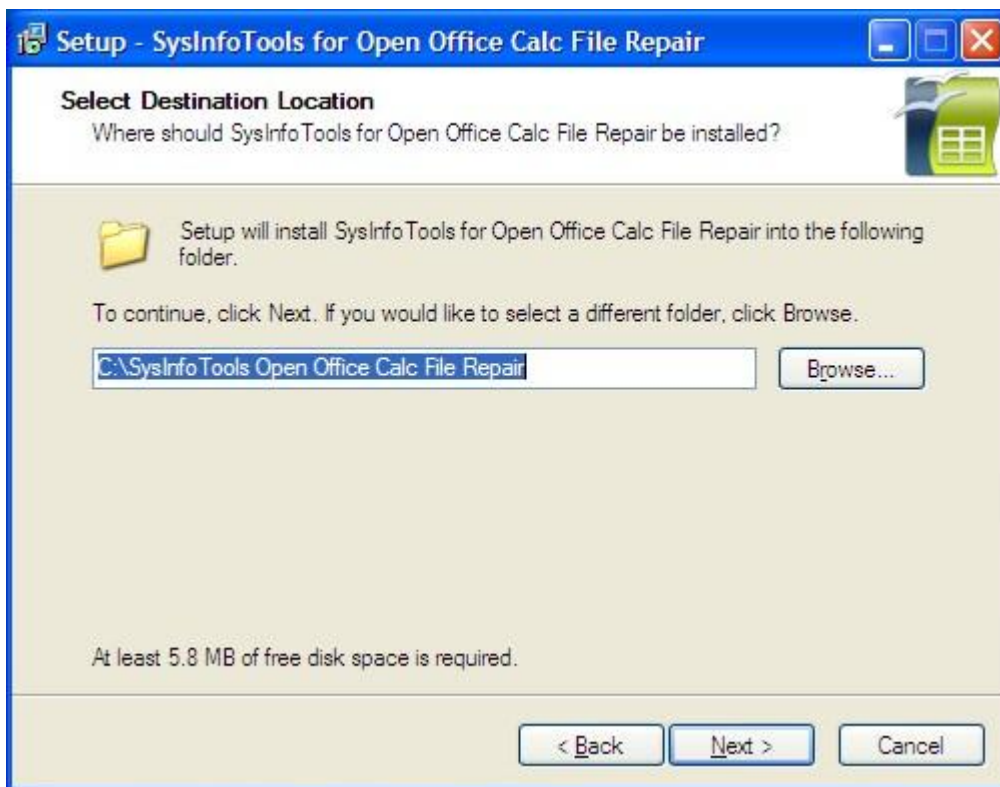 Setup - SysInfoTools for Open Office Calc File Repair
Select Destination Location
Where should SysInfoTools for Open Office Calc File Repair be installed?
Setup will install SysInfoTools for Open Office Calc File Repair into the following
folder.
To continue, click Next. If you would like to select a different folder, click Browse.
C:\SysInfoTools Open Office Calc File Repair
Browse...
At least 5.8 MB of free disk space is required.
< Back
Next >
Cancel